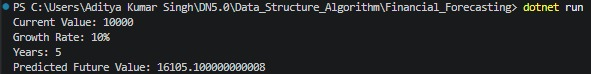 PS C:\Users\Aditya Kumar Singh\DN5.0\Data_Structure_Algorithm\Financial_Forecasting> dotnet run
Current Value: 10000
Growth Rate: 10%
Years: 5
Predicted Future Value: 16105.100000000008